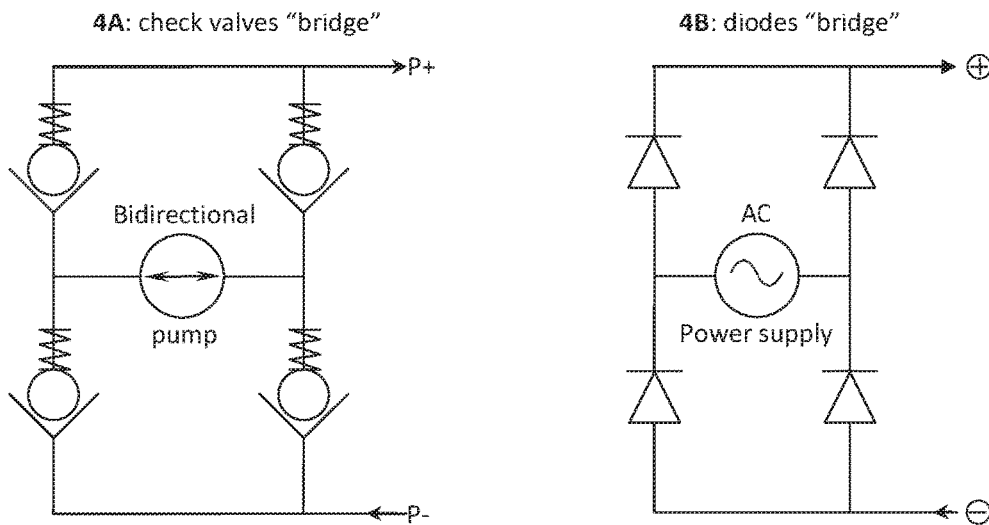 4A: check valves “bridge”
P+
Bidirectional
pump
P-
4B: diodes “bridge”
+
AC
Power supply
-